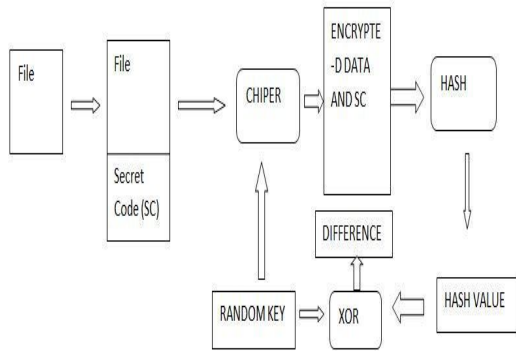 File
File
Secret
Code (SC)
CHIPER
ENCRYPTE
-D DATA
AND SC
HASH
DIFFERENCE
RANDOM KEY
XOR
HASH VALUE